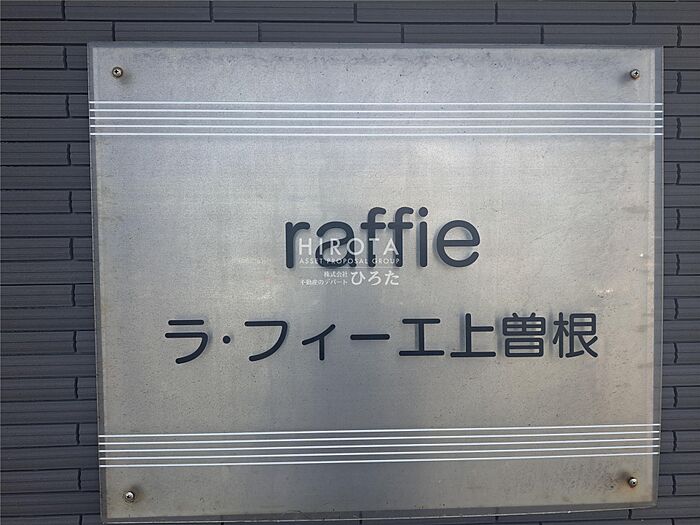 raffie
HIROTA
ASSET PROPOSAL GROUP
株式会社
不動産のデパート ひろた
ラ・フィーエ上曽根